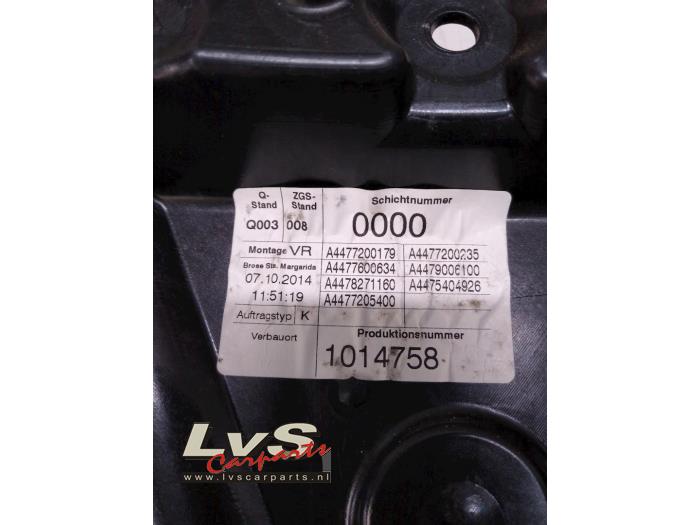 Q-Stand ZGS-Stand Schichtnummer
Q003 008 0000
Montage VR A4477200179 A4477200235
Brose Sta. Margarida A4477600634 A4479006100
07.10.2014 A4478271160 A4475404926
11:51:19 A4477205400
Auftragstyp K
Verbauort Produktionsnummer
1014758
LvS
Carparts
www.lvscarparts.nl